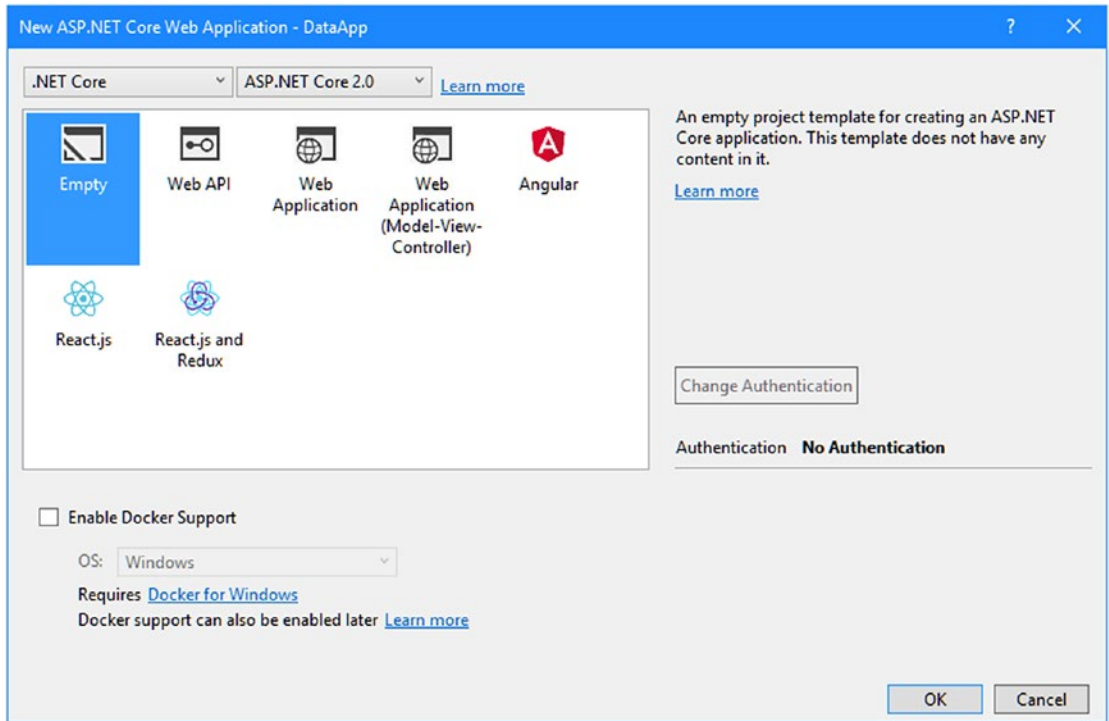 New ASP.NET Core Web Application - DataApp ?
.NET Core ASP.NET Core 2.0 Learn more
Empty
Web API
Web
Application
Web
Application
(Model-View-
Controller)
Angular
React.js
React.js and
Redux
An empty project template for creating an ASP.NET
Core application. This template does not have any
content in it.
Learn more
Change Authentication
Authentication No Authentication
Enable Docker Support
OS: Windows
Requires Docker for Windows
Docker support can also be enabled later Learn more
OK Cancel